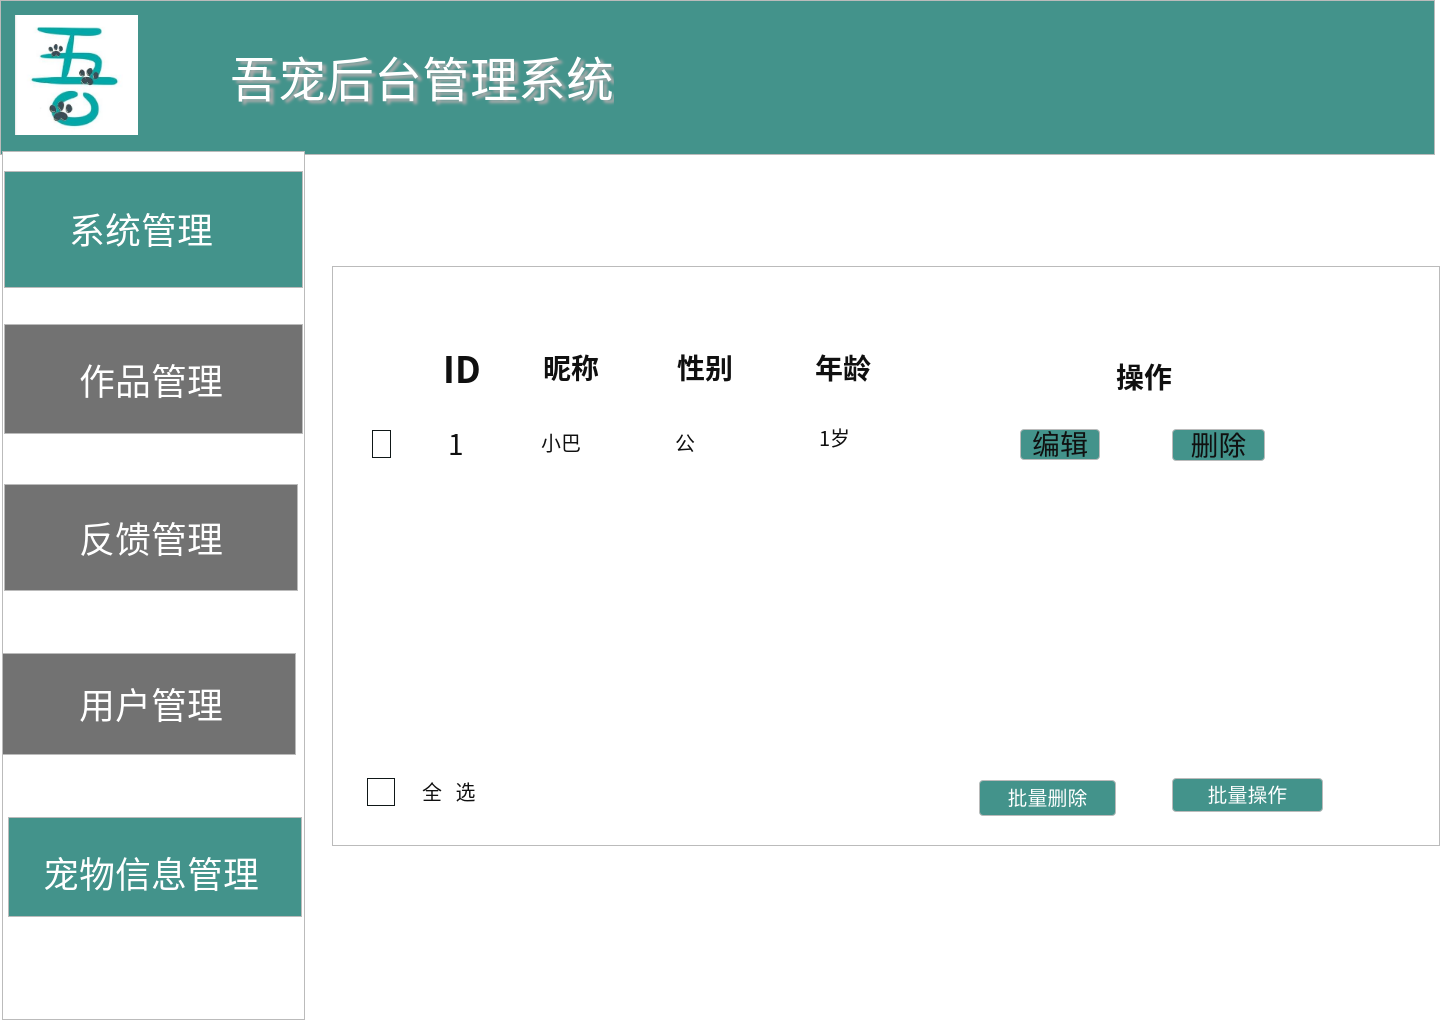 吾
吾宠后台管理系统
系统管理
作品管理
反馈管理
用户管理
宠物信息管理
ID 昵称 性别 年龄 操作
1 小巴 公 1岁 编辑 删除
全 选 批量删除 批量操作